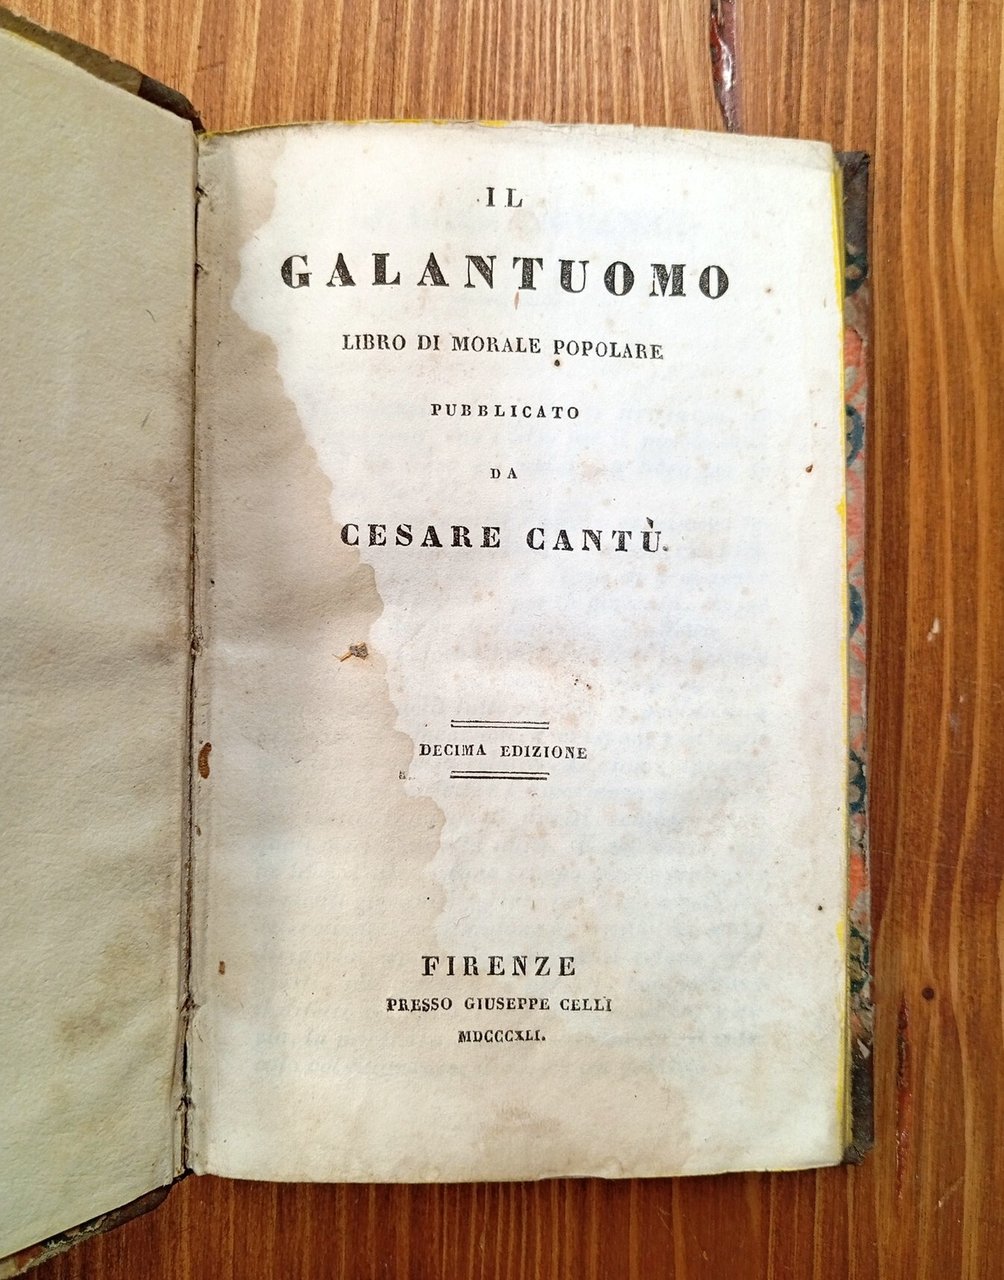 IL
GALANTUOMO
LIBRO DI MORALE POPOLARE
PUBBLICATO
DA
CESARE CANTÙ.
DECIMA EDIZIONE
FIRENZE
PRESSO GIUSEPPE CELLI
MDCCCXLI.